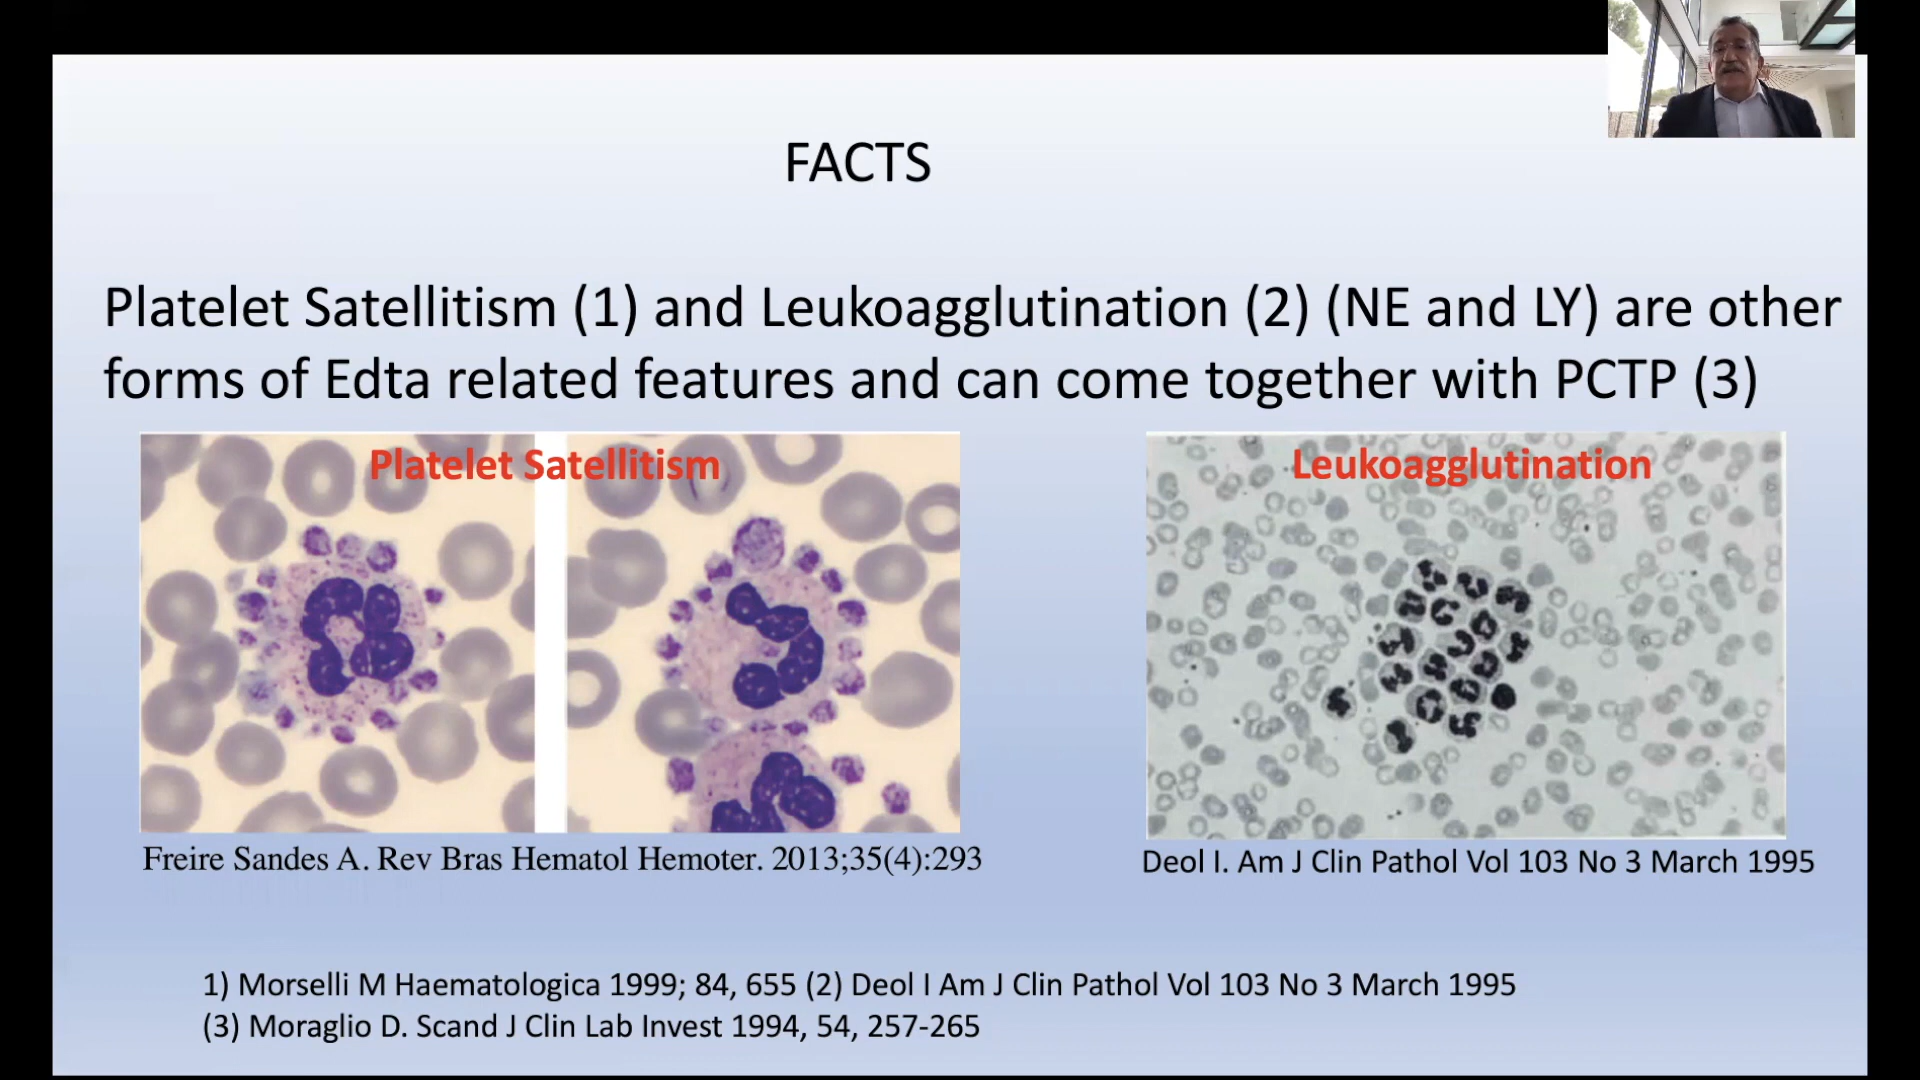 FACTS
Platelet Satellitism (1) and Leukoagglutination (2) (NE and LY) are other
forms of Edta related features and can come together with PCTP (3)
Platelet Satellitism
Leukoagglutination
Freire Sandes A. Rev Bras Hematol Hemoter. 2013;35(4):293
Deol I. Am J Clin Pathol Vol 103 No 3 March 1995
1) Morselli M Haematologica 1999; 84, 655 (2) Deol I Am J Clin Pathol Vol 103 No 3 March 1995
(3) Moraglio D. Scand J Clin Lab Invest 1994, 54, 257-265